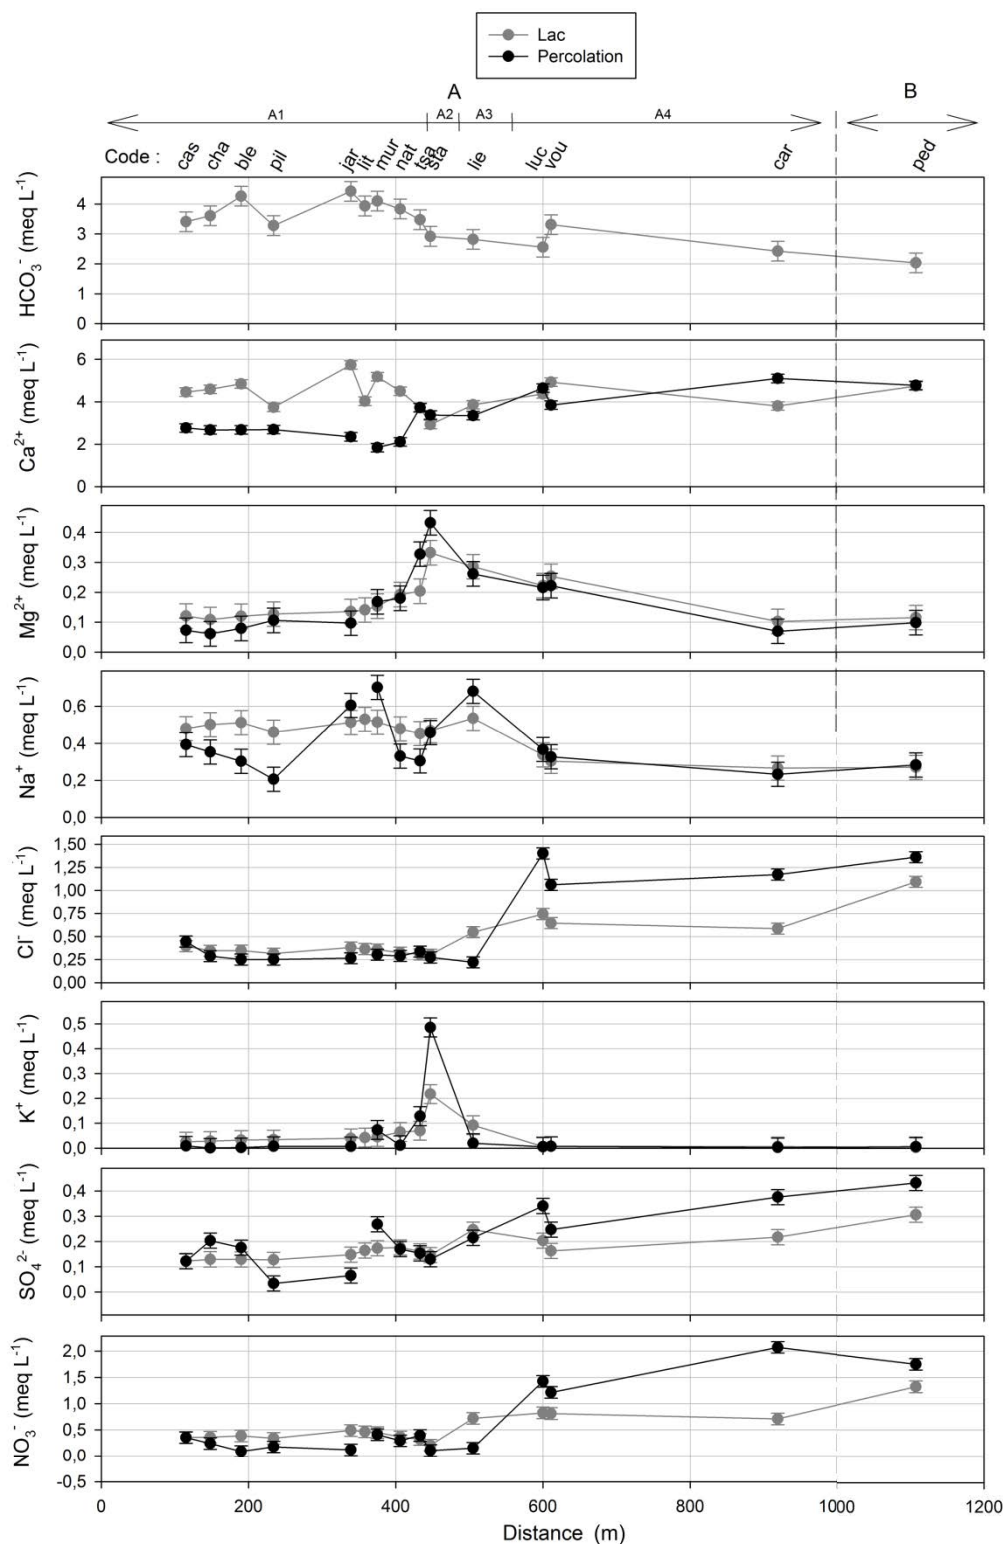 Lac
Percolation
A
B
A1
A2
A3
A4
Code :
cas
cha
ble
pil
jar
lit
mur
nat
tsa
sta
lie
luc
vou
car
ped
HCO₃⁻ (meq L⁻¹)
4
3
2
1
0
Ca²⁺ (meq L⁻¹)
6
4
2
0
Mg²⁺ (meq L⁻¹)
0,4
0,3
0,2
0,1
0,0
Na⁺ (meq L⁻¹)
0,6
0,4
0,2
0,0
Cl⁻ (meq L⁻¹)
1,50
1,25
1,00
0,75
0,50
0,25
0,00
K⁺ (meq L⁻¹)
0,5
0,4
0,3
0,2
0,1
0,0
SO₄²⁻ (meq L⁻¹)
0,4
0,3
0,2
0,1
0,0
NO₃⁻ (meq L⁻¹)
2,0
1,5
1,0
0,5
0,0
-0,5
0
200
400
600
800
1000
1200
Distance (m)